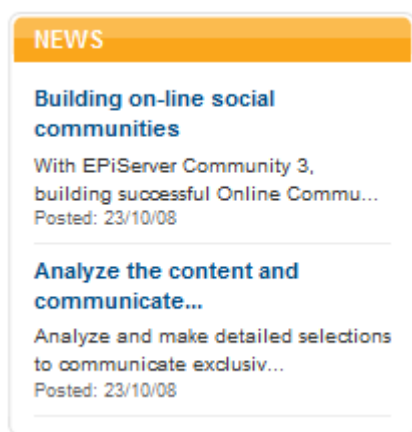 NEWS
Building on-line social
communities
With EPiServer Community 3,
building successful Online Commu...
Posted: 23/10/08
Analyze the content and
communicate...
Analyze and make detailed selections
to communicate exclusiv...
Posted: 23/10/08